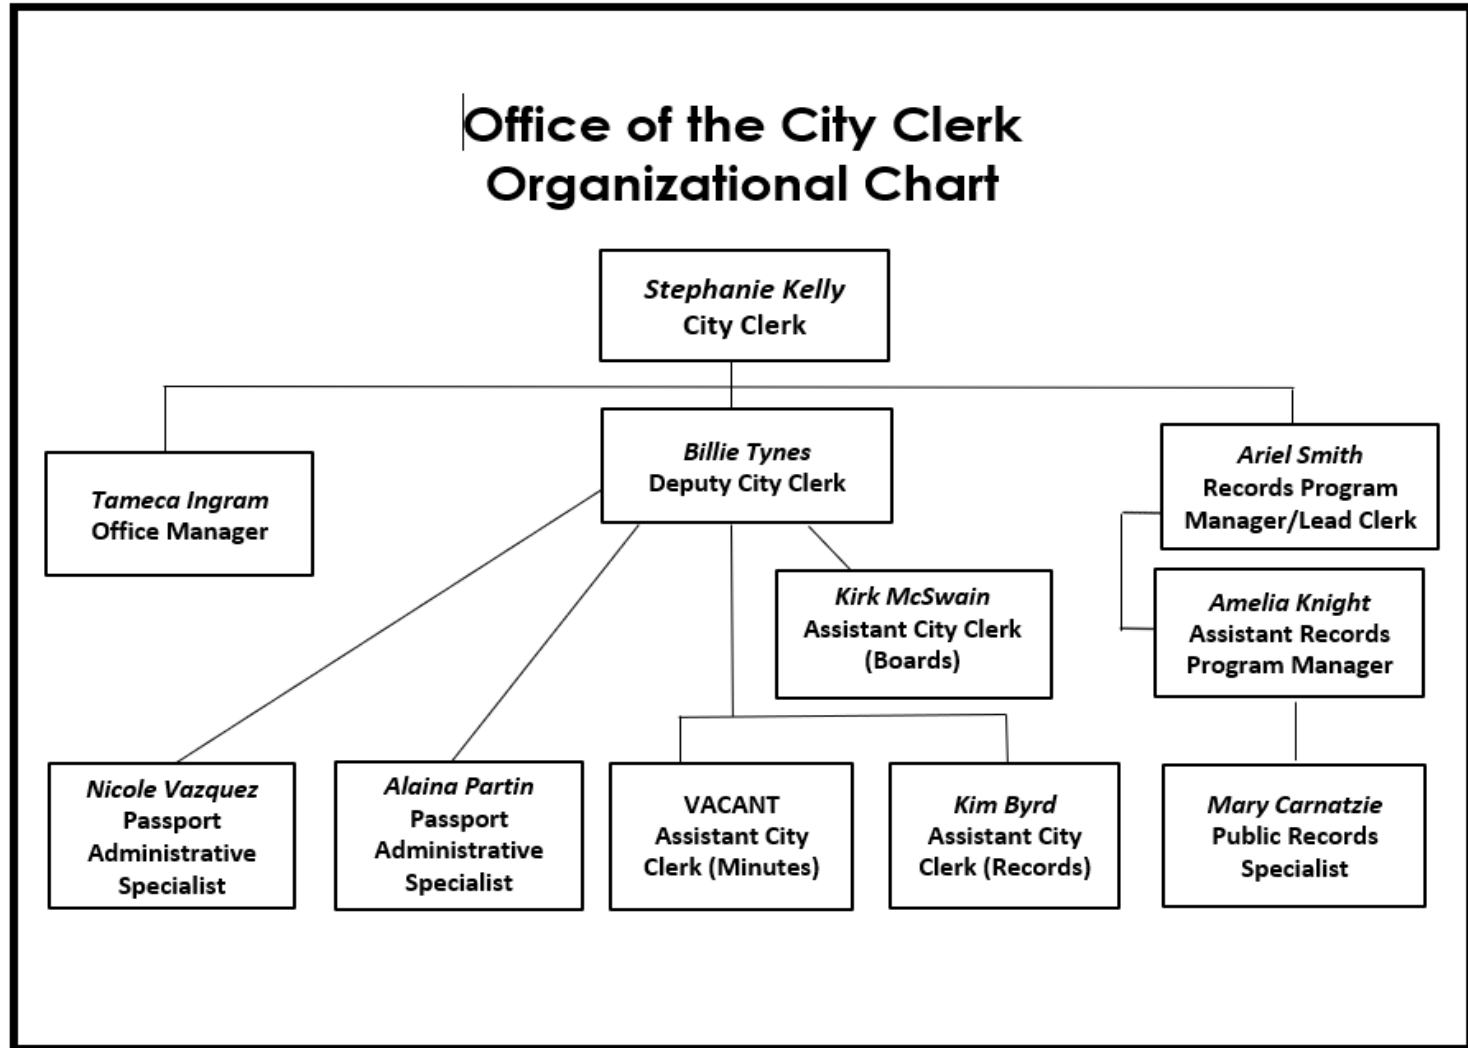 Office of the City Clerk
Organizational Chart
Stephanie Kelly
City Clerk
Billie Tynes
Deputy City Clerk
Tameca Ingram
Office Manager
Ariel Smith
Records Program
Manager/Lead Clerk
Kirk McSwain
Assistant City Clerk
(Boards)
Amelia Knight
Assistant Records
Program Manager
Nicole Vazquez
Passport
Administrative
Specialist
Alaina Partin
Passport
Administrative
Specialist
VACANT
Assistant City
Clerk (Minutes)
Kim Byrd
Assistant City
Clerk (Records)
Mary Carnatzie
Public Records
Specialist